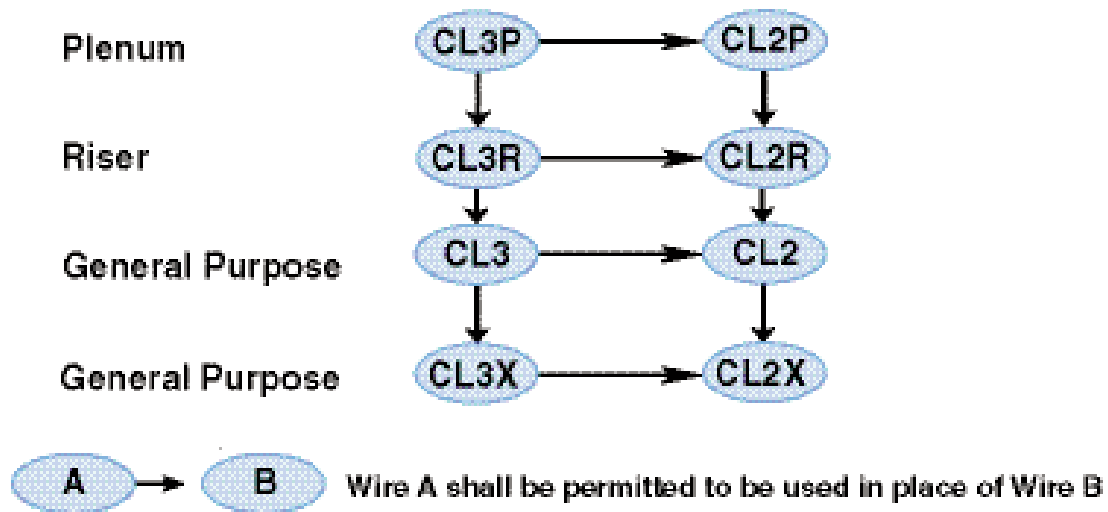 Plenum CL3P CL2P
Riser CL3R CL2R
General Purpose CL3 CL2
General Purpose CL3X CL2X
A B Wire A shall be permitted to be used in place of Wire B